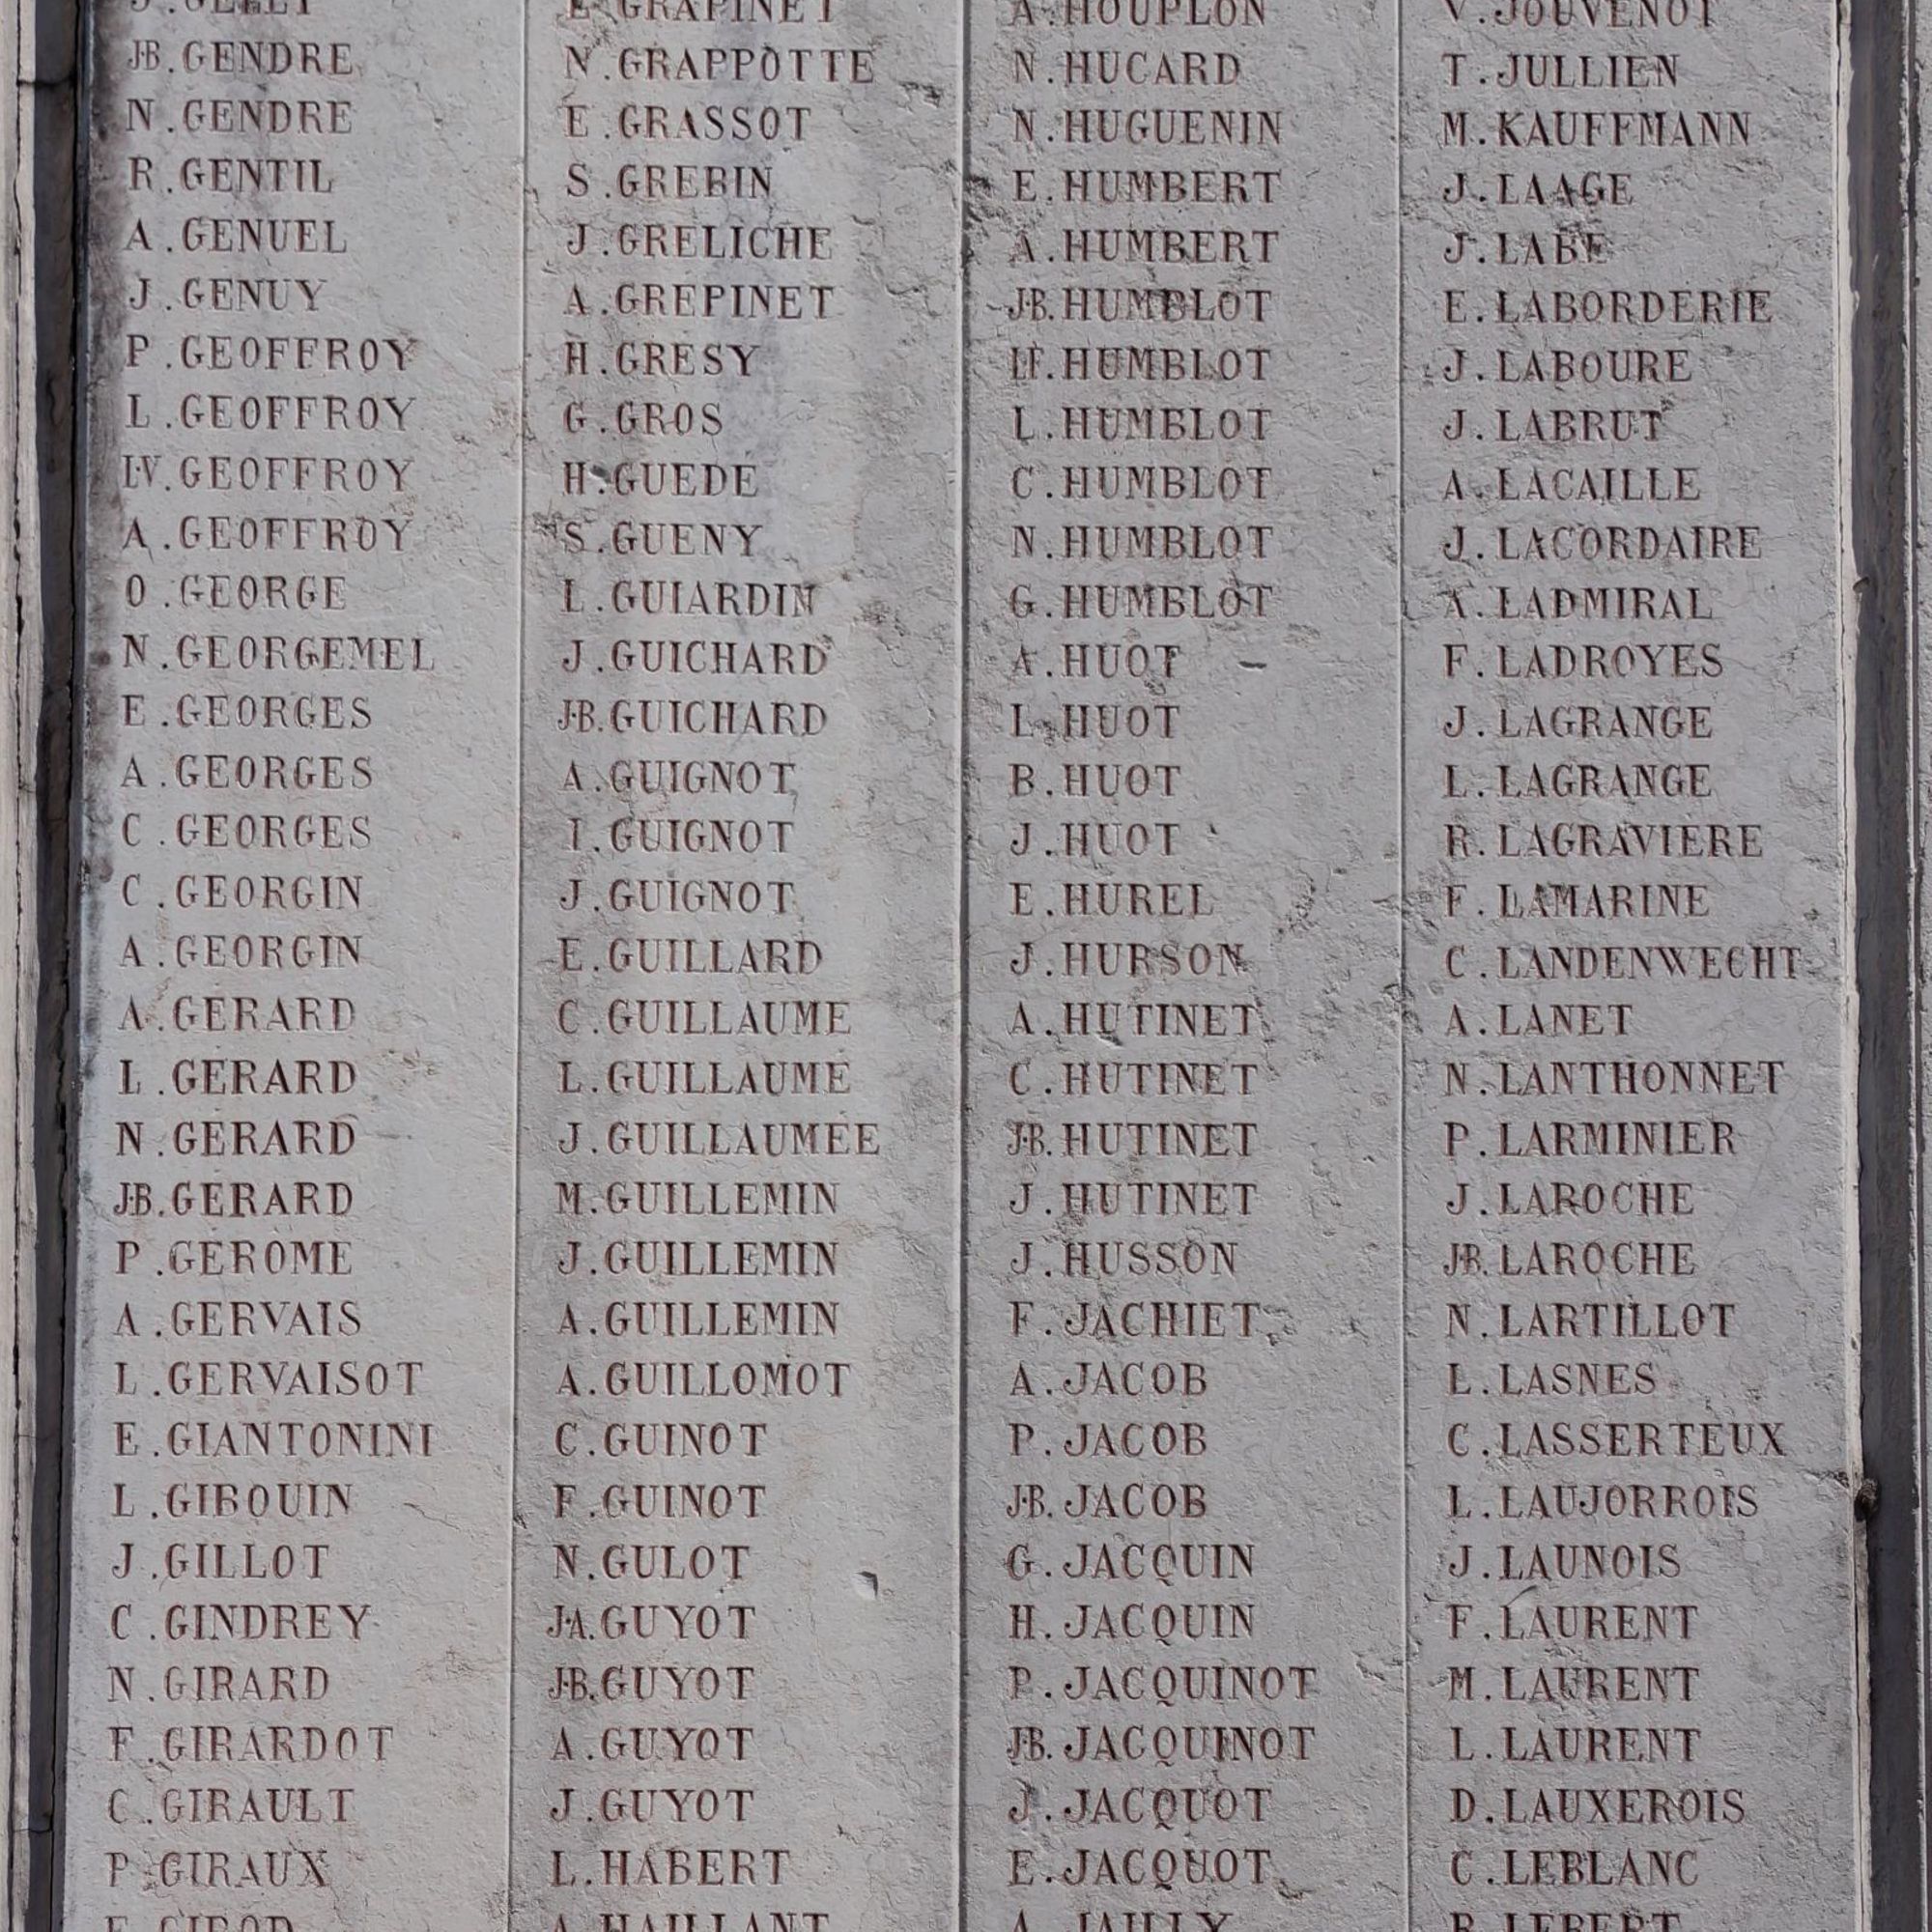 JB. GENDRE
N. GENDRE
R. GENTIL
A. GENUEL
J. GENUY
P. GEOFFROY
L. GEOFFROY
L·V. GEOFFROY
A. GEOFFROY
O. GEORGE
N. GEORGEMEL
E. GEORGES
A. GEORGES
C. GEORGES
C. GEORGIN
A. GEORGIN
A. GERARD
L. GERARD
N. GERARD
J·B. GERARD
P. GEROME
A. GERVAIS
L. GERVAISOT
E. GIANTONINI
L. GIBOUIN
J. GILLOT
C. GINDREY
N. GIRARD
F. GIRARDOT
C. GIRAULT
P. GIRAUX
E. GRAPINET
N. GRAPPOTTE
E. GRASSOT
S. GREBIN
J. GRELICHE
A. GREPINET
H. GRESY
G. GROS
H. GUEDE
S. GUENY
L. GUIARDIN
J. GUICHARD
J·B. GUICHARD
A. GUIGNOT
I. GUIGNOT
J. GUIGNOT
E. GUILLARD
C. GUILLAUME
L. GUILLAUME
J. GUILLAUMEE
M. GUILLEMIN
J. GUILLEMIN
A. GUILLEMIN
A. GUILLOMOT
C. GUINOT
F. GUINOT
N. GULOT
J·A. GUYOT
J·B. GUYOT
A. GUYOT
J. GUYOT
L. HABERT
A. HAILLANT
A. HOUPLON
N. HUCARD
N. HUGUENIN
E. HUMBERT
A. HUMBERT
J·B. HUMBLOT
HUMBLOT
L. HUMBLOT
C. HUMBLOT
N. HUMBLOT
G. HUMBLOT
A. HUOT
L. HUOT
B. HUOT
J. HUOT
E. HUREL
J. HURSON
A. HUTINET
C. HUTINET
J·B. HUTINET
J. HUTINET
J. HUSSON
F. JACHIET
A. JACOB
P. JACOB
J·B. JACOB
G. JACQUIN
H. JACQUIN
P. JACQUINOT
J·B. JACQUINOT
J. JACQUOT
E. JACQUOT
A. JAILLY
V. JOUVENOT
T. JULLIEN
M. KAUFFMANN
J. LAAGE
J. LABE
E. LABORDERIE
J. LABOURE
J. LABRUT
A. LACAILLE
J. LACORDAIRE
A. LADMIRAL
F. LADROYES
J. LAGRANGE
L. LAGRANGE
R. LAGRAVIERE
F. LAMARINE
C. LANDENWECHT
A. LANET
N. LANTHONNET
P. LARMINIER
J. LAROCHE
J·B. LAROCHE
N. LARTILLOT
L. LASNES
C. LASSERTEUX
L. LAUJORROIS
J. LAUNOIS
F. LAURENT
M. LAURENT
L. LAURENT
D. LAUXEROIS
C. LEBLANC